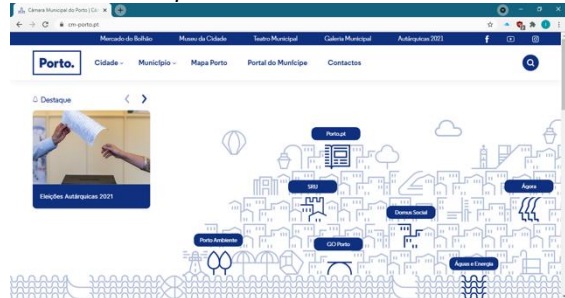 Câmara Municipal do Porto | Câ
cm-porto.pt
Mercado do Bolhão Museu da Cidade Teatro Municipal Galeria Municipal Autárquicas 2021
Porto. Cidade Município Mapa Porto Portal do Munícipe Contactos
Destaque
Porto.pt
SRU
Ágora
Eleições Autárquicas 2021
Domus Social
Porto Ambiente
GO Porto
Águas e Energia